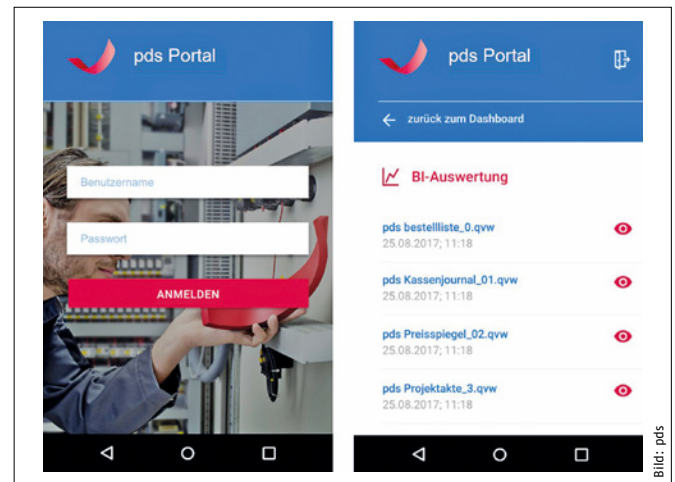 pds Portal
Benutzername
Passwort
ANMELDEN
pds Portal
zurück zum Dashboard
BI-Auswertung
pds bestellliste_0.qvw
25.08.2017; 11:18
pds Kassenjournal_01.qvw
25.08.2017; 11:18
pds Preisspiegel_02.qvw
25.08.2017; 11:18
pds Projektakte_3.qvw
25.08.2017; 11:18
Bild: pds